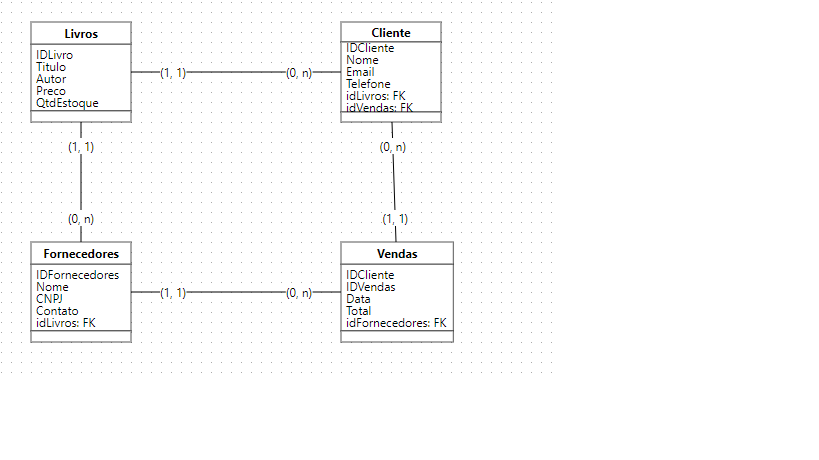 Livros
IDLivro
Titulo
Autor
Preco
QtdEstoque
(1, 1)
(0, n)
Cliente
IDCliente
Nome
Email
Telefone
idLivros: FK
idVendas: FK
(1, 1)
(0, n)
(0, n)
(1, 1)
Fornecedores
IDFornecedores
Nome
CNPJ
Contato
idLivros: FK
(1, 1)
(0, n)
Vendas
IDCliente
IDVendas
Data
Total
idFornecedores: FK